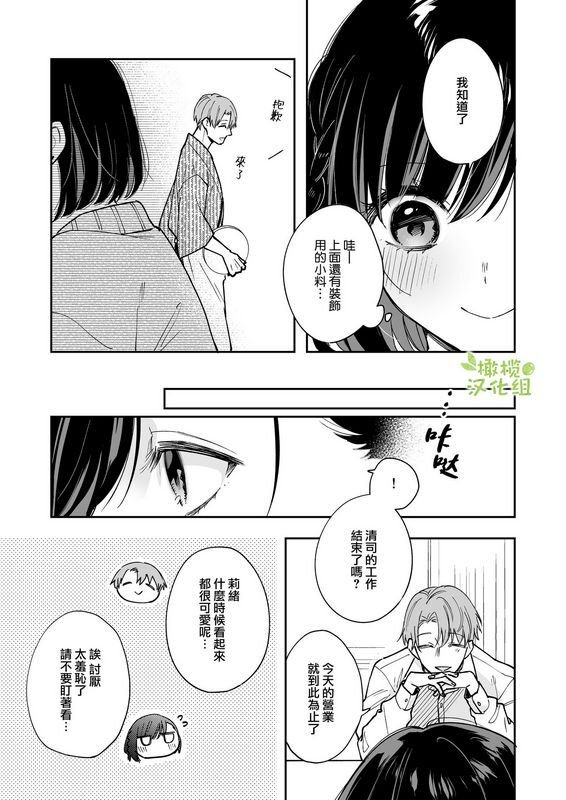 我知道了
哇—
上面還有裝飾
用的小料…
抱歉
來了
橄榄
汉化组
…咔
哒
！
清司的工作
結束了嗎？
今天的營業
就到此為止了
莉緒
什麼時候看起來
都很可愛呢…
誒 討厭
太羞恥了
請不要盯著看…